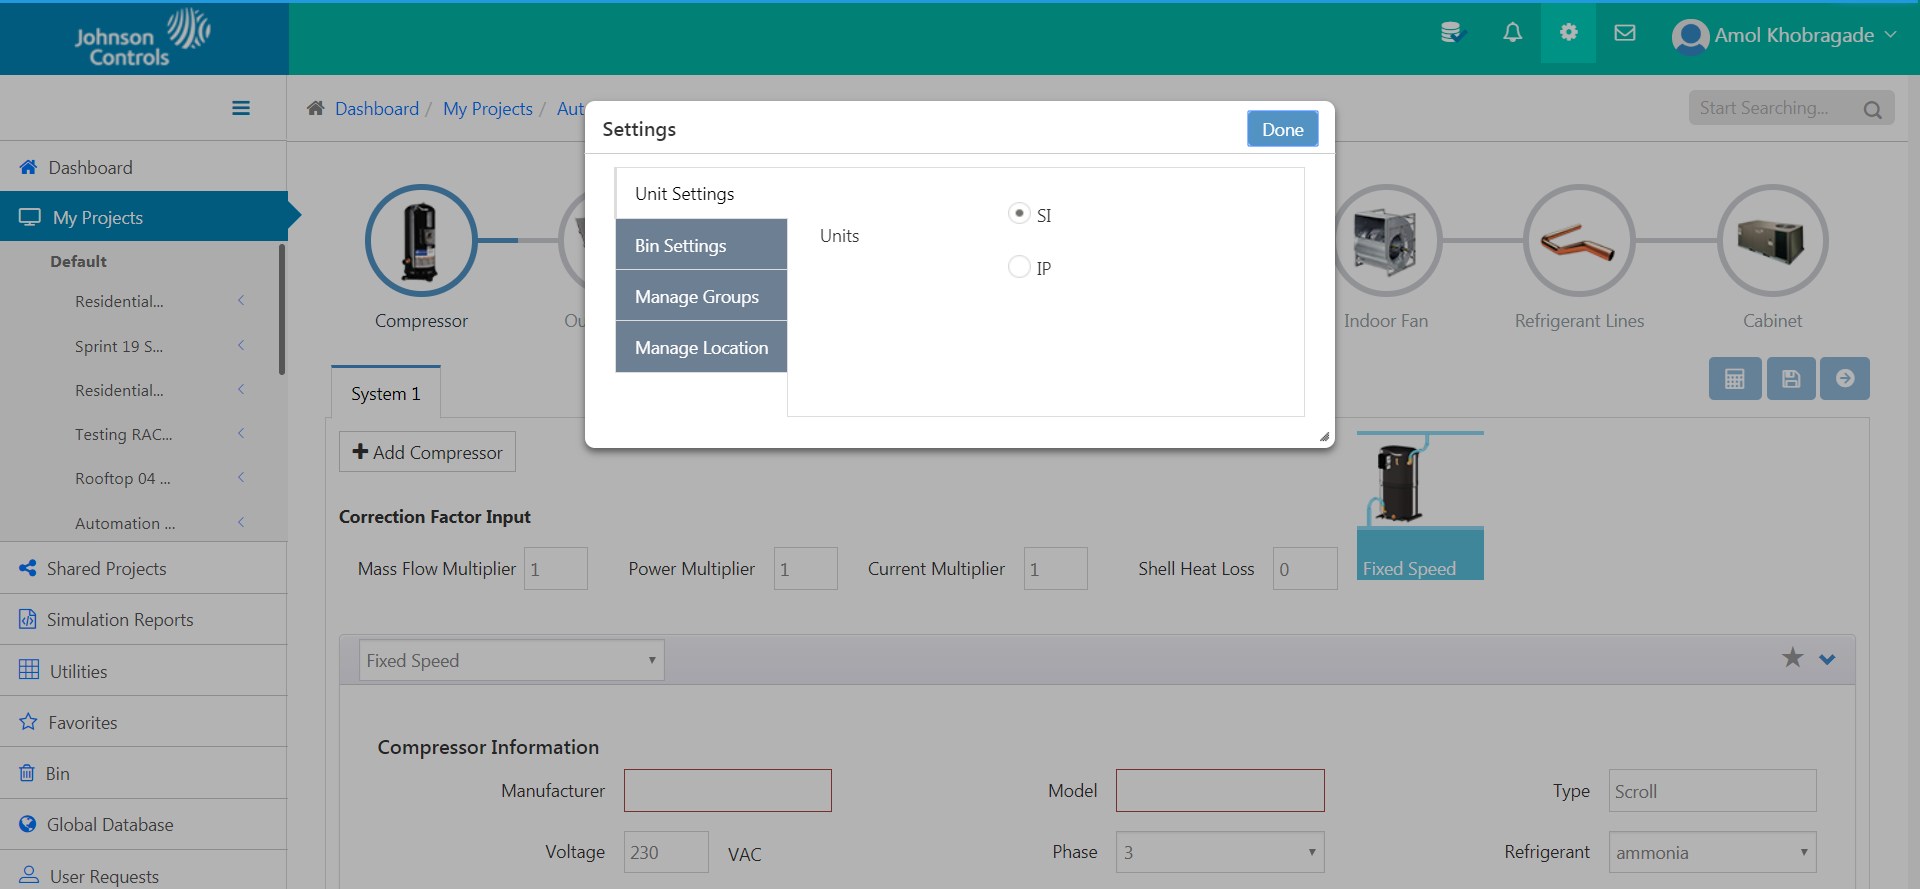 Johnson
Controls
Amol Khobragade
Dashboard / My Projects / Aut
Start Searching...
Settings
Done
Unit Settings
Bin Settings
Manage Groups
Manage Location
Units
SI
IP
Dashboard
My Projects
Default
Residential...
Sprint 19 S...
Residential...
Testing RAC...
Rooftop 04 ...
Automation ...
Shared Projects
Simulation Reports
Utilities
Favorites
Bin
Global Database
User Requests
Compressor
Ou
Indoor Fan
Refrigerant Lines
Cabinet
System 1
Add Compressor
Correction Factor Input
Mass Flow Multiplier 1
Power Multiplier 1
Current Multiplier 1
Shell Heat Loss 0
Fixed Speed
Fixed Speed
Compressor Information
Manufacturer
Model
Type Scroll
Voltage 230 VAC
Phase 3
Refrigerant ammonia